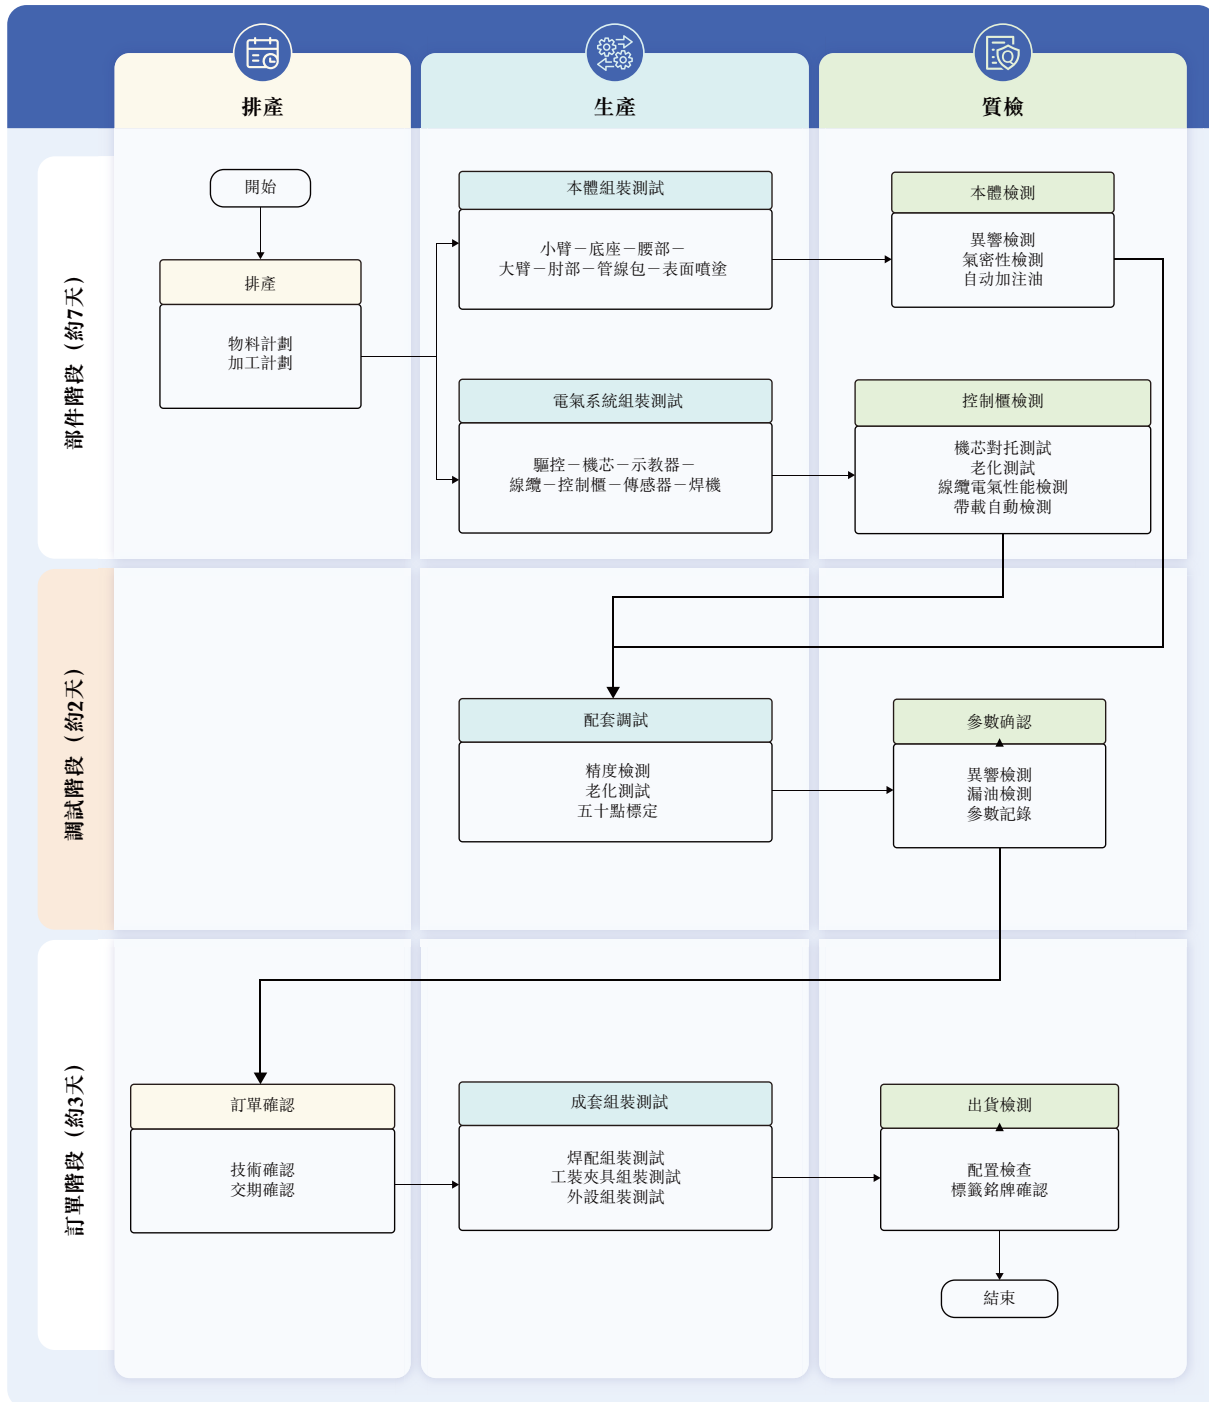 排產
生產
質檢
部件階段（約7天）
開始
排產
物料計劃
加工計劃
本體組裝測試
小臂－底座－腰部－
大臂－肘部－管線包－表面噴塗
本體檢測
異響檢測
氣密性檢測
自动加注油
電氣系統組裝測試
驅控－機芯－示教器－
線纜－控制櫃－傳感器－焊機
控制櫃檢測
機芯對托測試
老化測試
線纜電氣性能檢測
帶載自動檢測
調試階段（約2天）
配套調試
精度檢測
老化測試
五十點標定
參數确認
異響檢測
漏油檢測
參數記錄
訂單階段（約3天）
訂單確認
技術確認
交期確認
成套組裝測試
焊配組裝測試
工裝夾具組裝測試
外設組裝測試
出貨檢測
配置檢查
標籤銘牌確認
結束